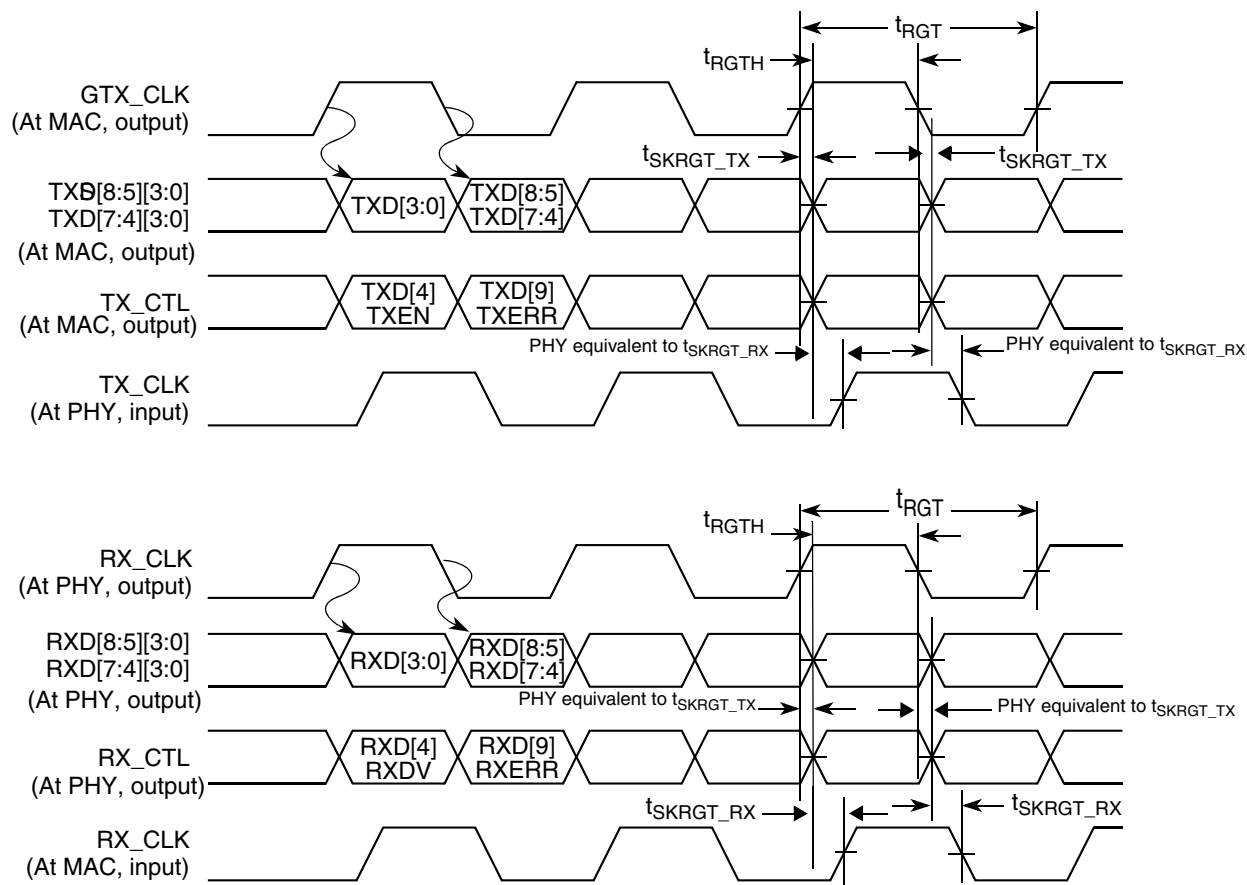 tRGT
tRGTH
GTX_CLK
(At MAC, output)
tSKRGT_TX
tSKRGT_TX
[8:5][3:0]
TXD[7:4][3:0]
(At MAC, output)
TXD[3:0]
TXD[8:5]
TXD[7:4]
TX_CTL
(At MAC, output)
TXD[4]
TXEN
TXD[9]
TXERR
PHY equivalent to tSKRGT_RX
PHY equivalent to tSKRGT_RX
TX_CLK
(At PHY, input)
tRGT
tRGTH
RX_CLK
(At PHY, output)
RXD[8:5][3:0]
RXD[7:4][3:0]
(At PHY, output)
RXD[3:0]
RXD[8:5]
RXD[7:4]
PHY equivalent to tSKRGT_TX
PHY equivalent to tSKRGT_TX
RX_CTL
(At PHY, output)
RXD[4]
RXDV
RXD[9]
RXERR
tSKRGT_RX
tSKRGT_RX
RX_CLK
(At MAC, input)